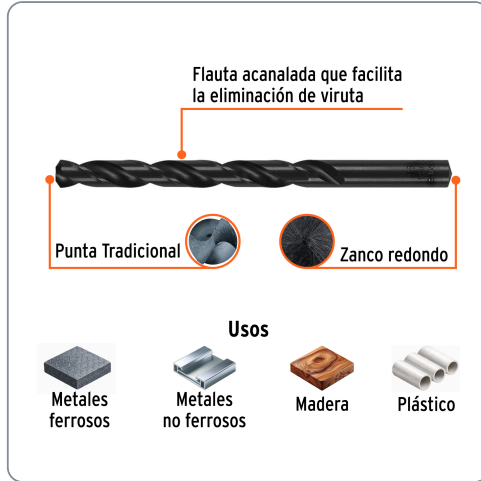 Flauta acanalada que facilita
la eliminación de viruta
Punta Tradicional
Zanco redondo
Usos
Metales
ferrosos
Metales
no ferrosos
Madera
Plástico